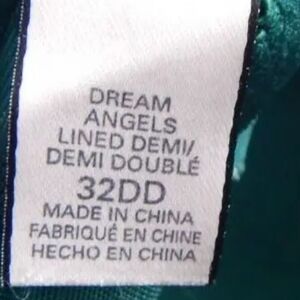 DREAM
ANGELS
LINED DEMI/
DEMI DOUBLÉ
32DD
MADE IN CHINA
FABRIQUÉ EN CHINE
HECHO EN CHINA